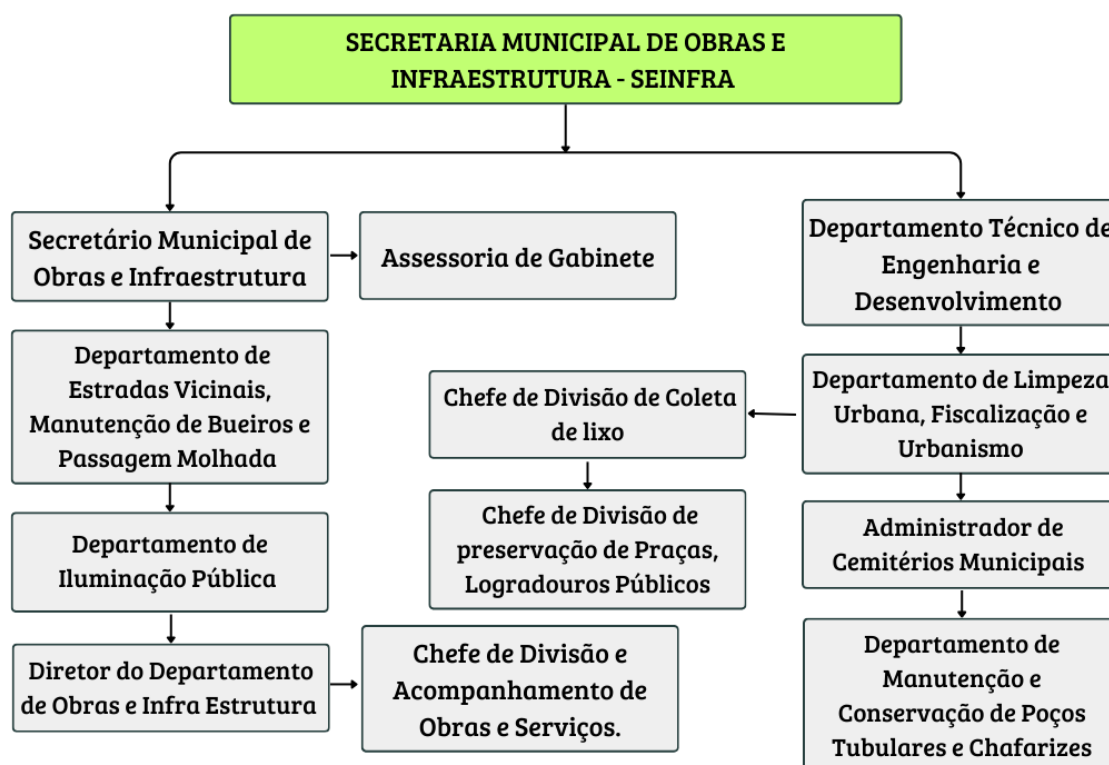 SECRETARIA MUNICIPAL DE OBRAS E
INFRAESTRUTURA - SEINFRA
Secretário Municipal de
Obras e Infraestrutura
Assessoria de Gabinete
Departamento Técnico de
Engenharia e
Desenvolvimento
Departamento de
Estradas Vicinais,
Manutenção de Bueiros e
Passagem Molhada
Chefe de Divisão de Coleta
de lixo
Departamento de Limpeza
Urbana, Fiscalização e
Urbanismo
Departamento de
Iluminação Pública
Chefe de Divisão de
preservação de Praças,
Logradouros Públicos
Administrador de
Cemitérios Municipais
Diretor do Departamento
de Obras e Infra Estrutura
Chefe de Divisão e
Acompanhamento de
Obras e Serviços.
Departamento de
Manutenção e
Conservação de Poços
Tubulares e Chafarizes